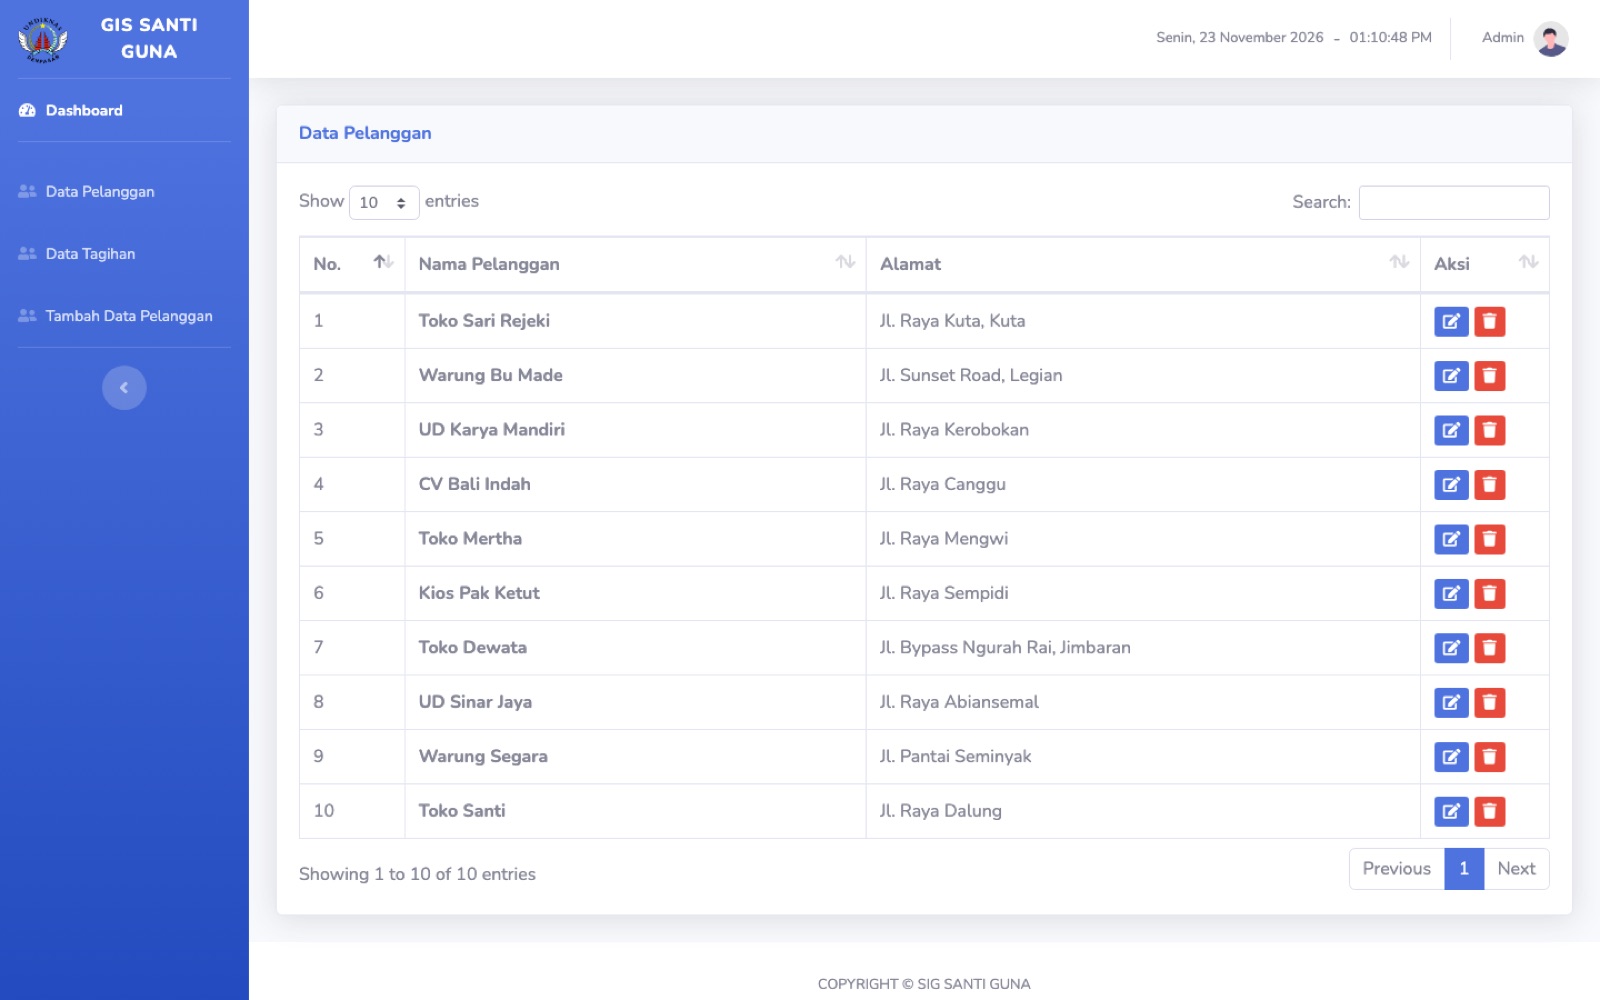 UNDIKNAS
DENPASAR
GIS SANTI
GUNA
Senin, 23 November 2026 - 01:10:48 PM
Admin
Dashboard
Data Pelanggan
Data Tagihan
Tambah Data Pelanggan
Data Pelanggan
Show 10 entries
Search:
No. Nama Pelanggan Alamat Aksi
1 Toko Sari Rejeki Jl. Raya Kuta, Kuta
2 Warung Bu Made Jl. Sunset Road, Legian
3 UD Karya Mandiri Jl. Raya Kerobokan
4 CV Bali Indah Jl. Raya Canggu
5 Toko Mertha Jl. Raya Mengwi
6 Kios Pak Ketut Jl. Raya Sempidi
7 Toko Dewata Jl. Bypass Ngurah Rai, Jimbaran
8 UD Sinar Jaya Jl. Raya Abiansemal
9 Warung Segara Jl. Pantai Seminyak
10 Toko Santi Jl. Raya Dalung
Showing 1 to 10 of 10 entries
Previous 1 Next
COPYRIGHT © SIG SANTI GUNA